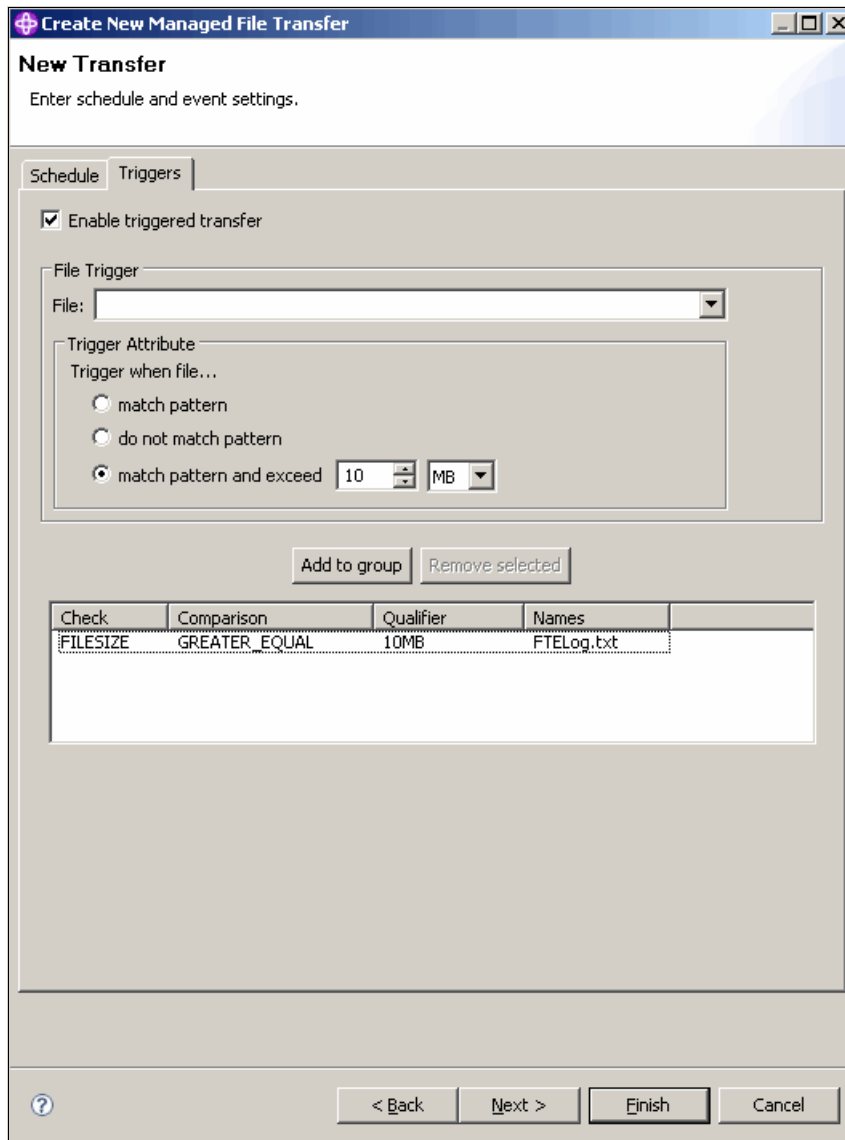 Create New Managed File Transfer
New Transfer
Enter schedule and event settings.
Schedule Triggers
Enable triggered transfer
File Trigger
File:
Trigger Attribute
Trigger when file...
match pattern
do not match pattern
match pattern and exceed 10 MB
Add to group Remove selected
Check Comparison Qualifier Names
FILESIZE GREATER_EQUAL 10MB FTELog.txt
? < Back Next > Finish Cancel